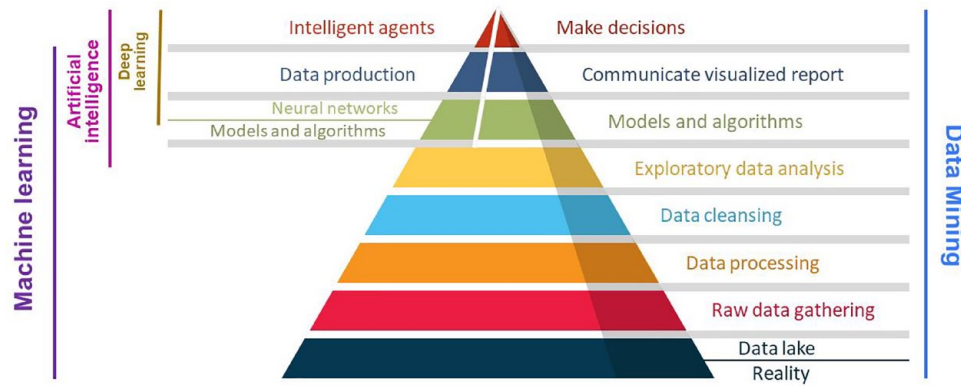 Machine learning
Artificial
intelligence
Deep
learning
Intelligent agents
Make decisions
Data production
Communicate visualized report
Neural networks
Models and algorithms
Models and algorithms
Exploratory data analysis
Data cleansing
Data processing
Raw data gathering
Data lake
Reality
Data Mining